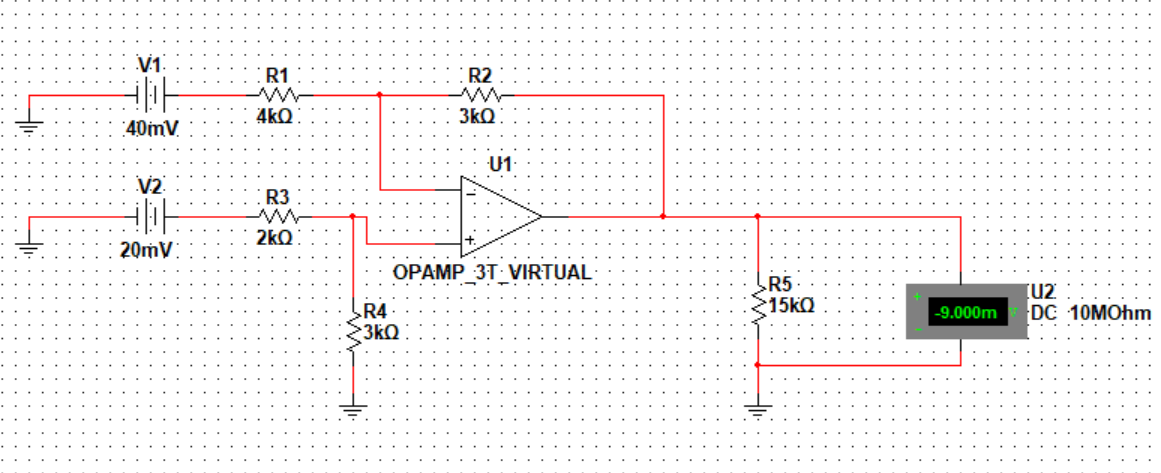 V1
40mV
R1
4kΩ
R2
3kΩ
U1
V2
20mV
R3
2kΩ
−
+
OPAMP_3T_VIRTUAL
R4
3kΩ
R5
15kΩ
+
-9.000m
V
-
U2
DC 10MOhm